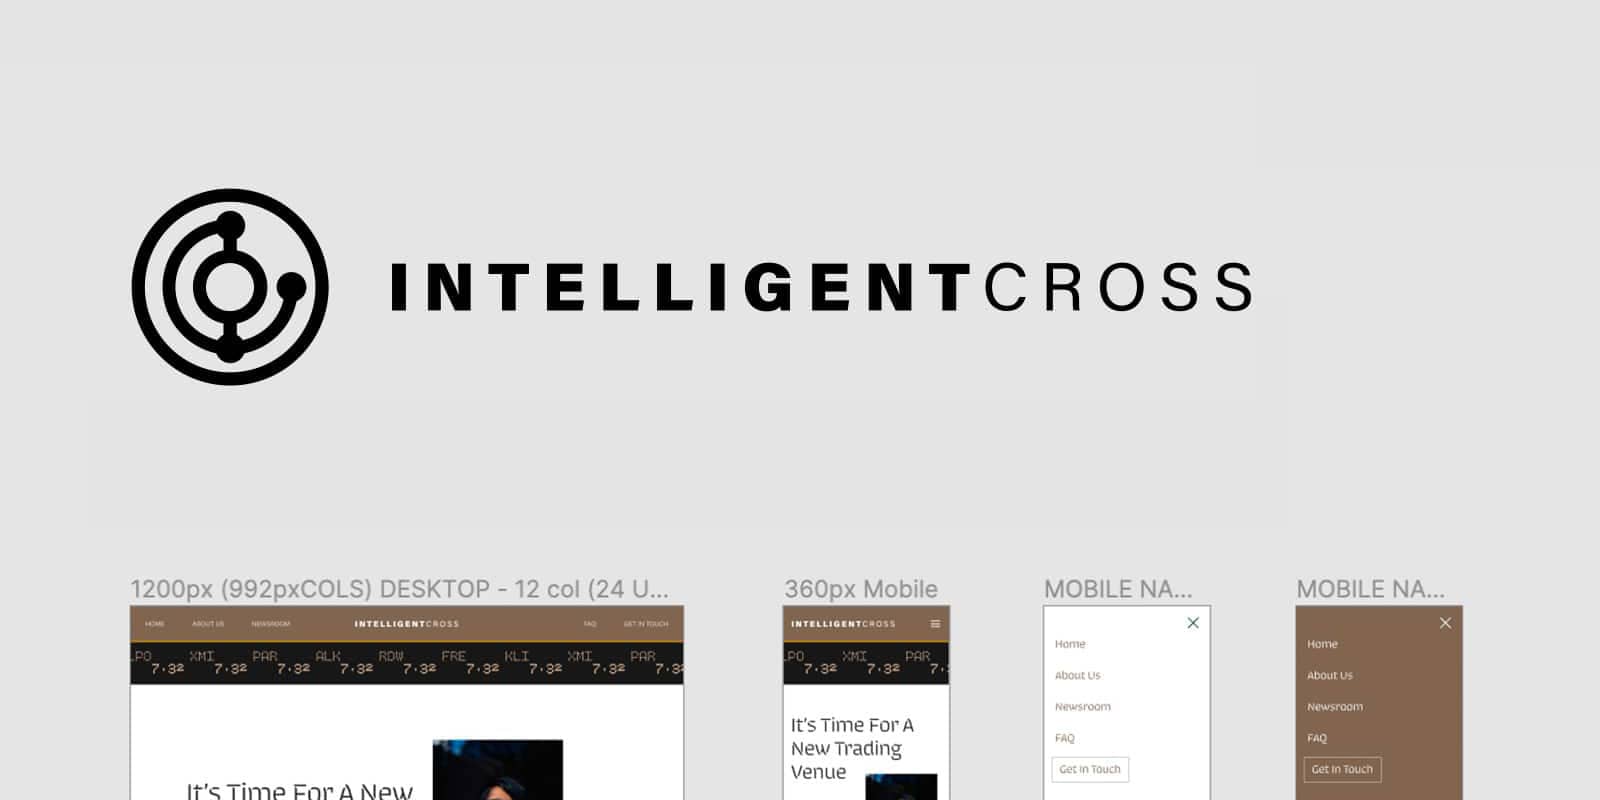 INTELLIGENTCROSS
1200px (992pxCOLS) DESKTOP - 12 col (24 U...
HOME ABOUT US NEWSROOM INTELLIGENTCROSS FAQ GET IN TOUCH
LPO XMI PAR ALK RDW FRE KLI XMI PAR
7.32 7.32 7.32 7.32 7.32 7.32 7.32 7.32 7.32
It's Time For A New
360px Mobile
INTELLIGENTCROSS
LPO XMI PAR
7.32 7.32 7.
It's Time For A
New Trading
Venue
MOBILE NA...
Home
About Us
Newsroom
FAQ
Get In Touch
MOBILE NA...
Home
About Us
Newsroom
FAQ
Get In Touch